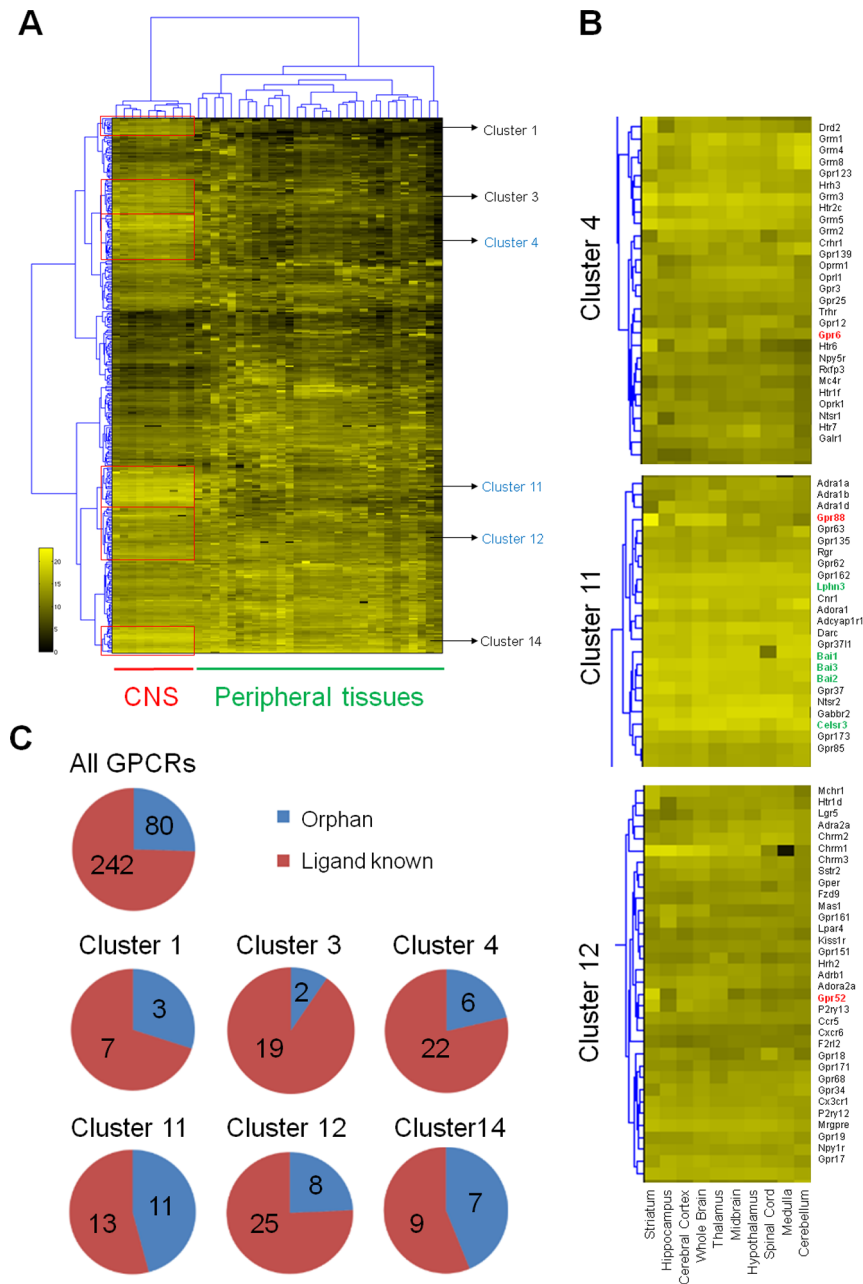 A
Cluster 1
Cluster 3
Cluster 4
Cluster 11
Cluster 12
Cluster 14
20
15
10
5
0
CNS
Peripheral tissues
B
Cluster 4
Drd2
Grm1
Grm4
Grm8
Gpr123
Hrh3
Grm3
Htr2c
Grm5
Grm2
Crhr1
Gpr139
Oprm1
Oprl1
Gpr3
Gpr25
Trhr
Gpr12
Gpr6
Htr6
Npy5r
Rxfp3
Mc4r
Htr1f
Oprk1
Ntsr1
Htr7
Galr1
Cluster 11
Adra1a
Adra1b
Adra1d
Gpr88
Gpr63
Gpr135
Rgr
Gpr62
Gpr162
Lphn3
Cnr1
Adora1
Adcyap1r1
Darc
Gpr37l1
Bai1
Bai3
Bai2
Gpr37
Ntsr2
Gabbr2
Celsr3
Gpr173
Gpr85
Cluster 12
Mchr1
Htr1d
Lgr5
Adra2a
Chrm2
Chrm1
Chrm3
Sstr2
Gper
Fzd9
Mas1
Gpr161
Lpar4
Kiss1r
Gpr151
Hrh2
Adrb1
Adora2a
Gpr52
P2ry13
Ccr5
Cxcr6
F2rl2
Gpr18
Gpr171
Gpr68
Gpr34
Cx3cr1
P2ry12
Mrgpre
Gpr19
Npy1r
Gpr17
Striatum
Hippocampus
Cerebral Cortex
Whole Brain
Thalamus
Midbrain
Hypothalamus
Spinal Cord
Medulla
Cerebellum
C
All GPCRs
80
242
Orphan
Ligand known
Cluster 1
3
7
Cluster 3
2
19
Cluster 4
6
22
Cluster 11
11
13
Cluster 12
8
25
Cluster14
7
9